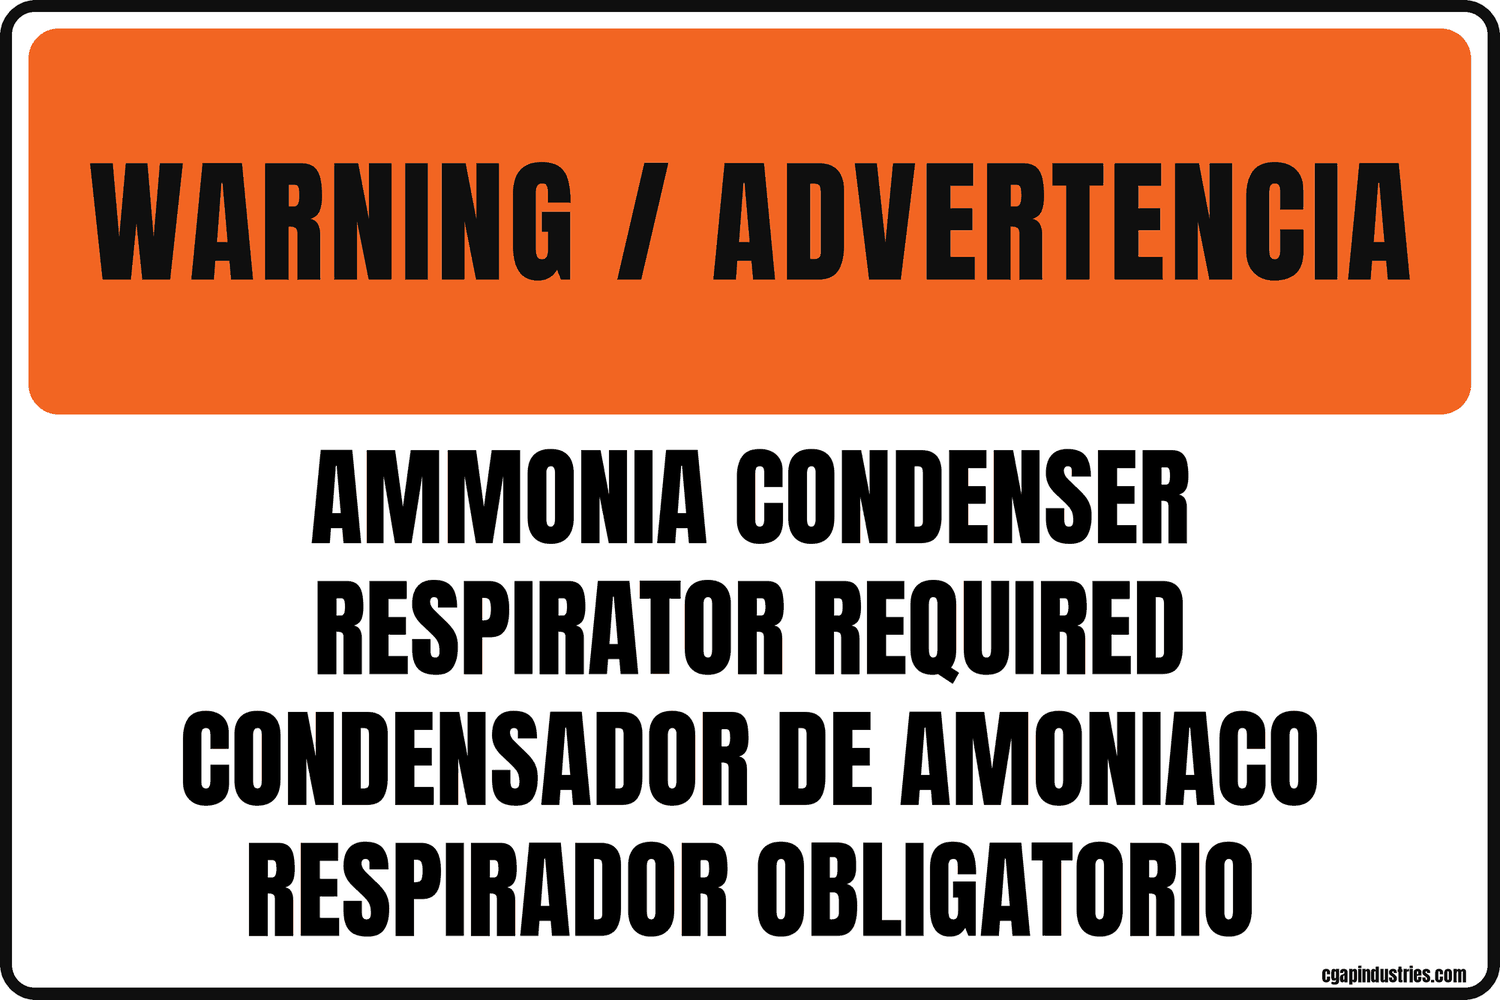 WARNING / ADVERTENCIA
AMMONIA CONDENSER
RESPIRATOR REQUIRED
CONDENSADOR DE AMONIACO
RESPIRADOR OBLIGATORIO
cgapindustries.com